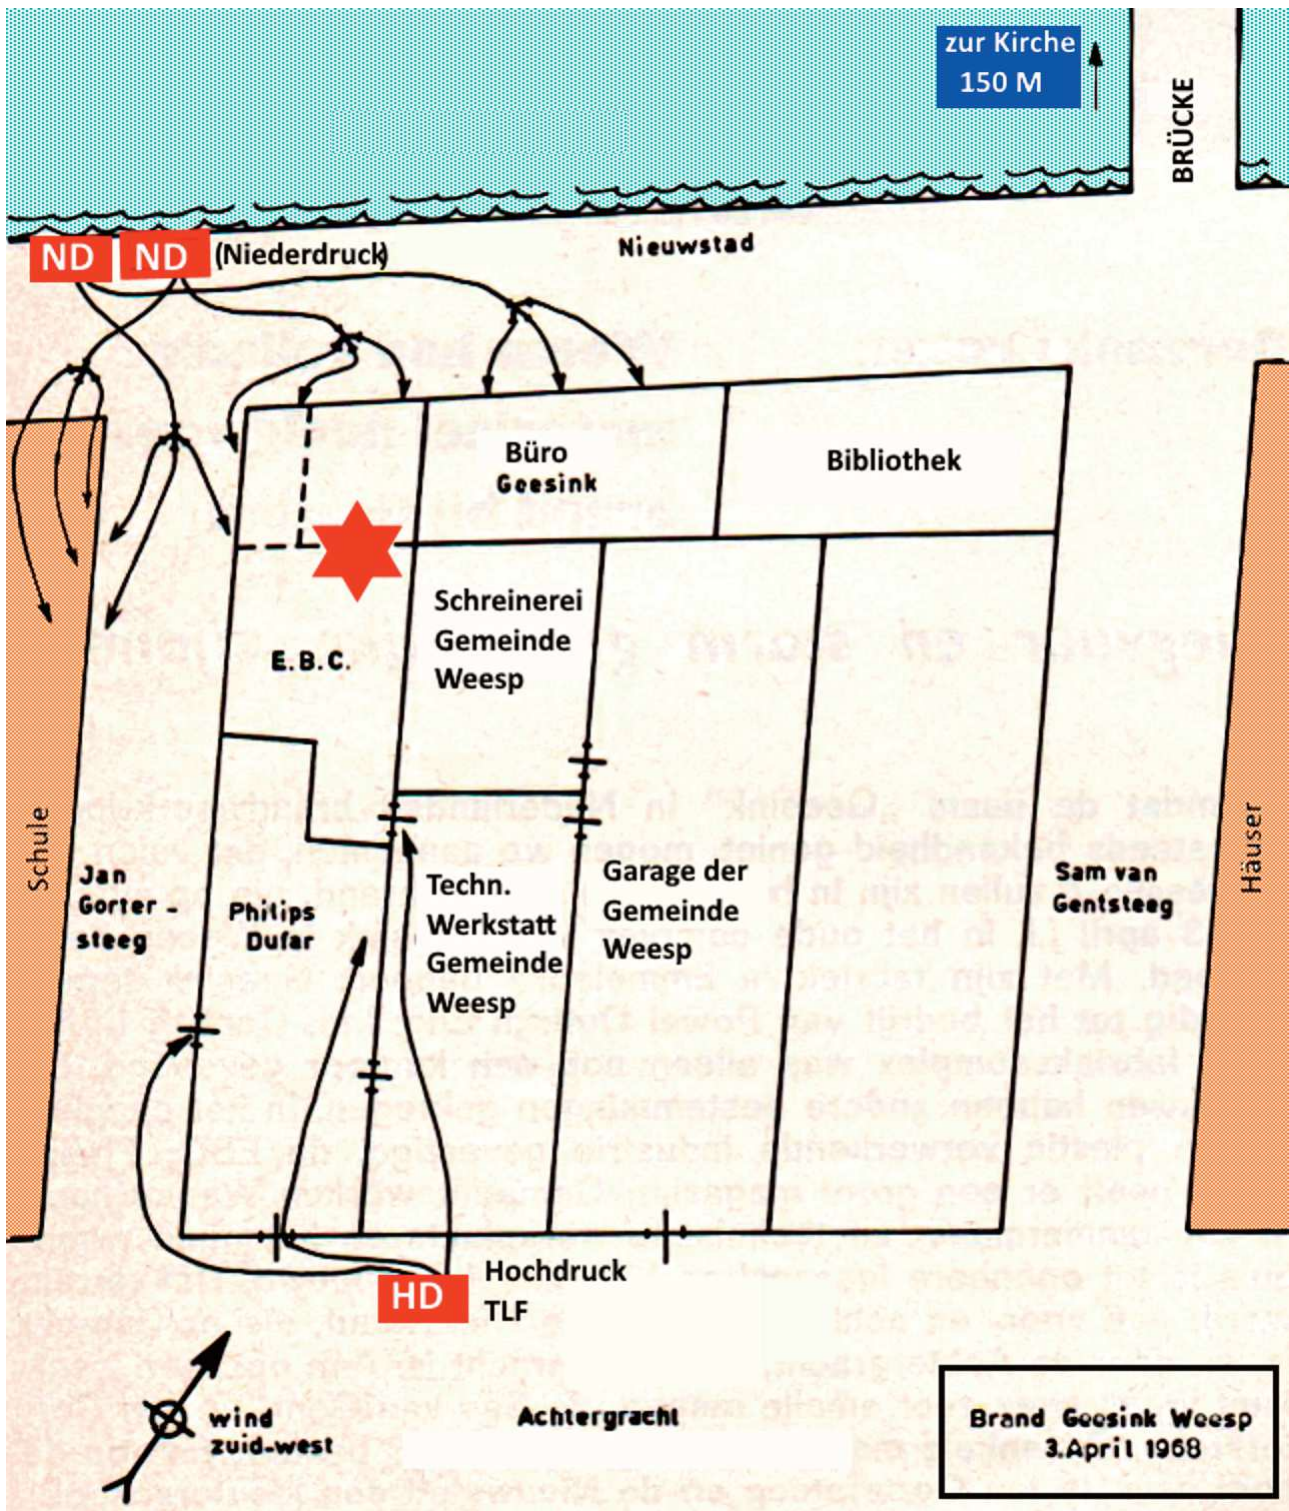 zur Kirche
150 M
BRÜCKE
ND
ND
(Niederdruck)
Nieuwstad
Büro
Geesink
Bibliothek
Schreinerei
Gemeinde
Weesp
E.B.C.
Schule
Jan
Gorter -
steeg
Philips
Dufar
Techn.
Werkstatt
Gemeinde
Weesp
Garage der
Gemeinde
Weesp
Sam van
Gentsteeg
Häuser
HD
Hochdruck
TLF
wind
zuid-west
Achtergracht
Brand Geesink Weesp
3.April 1968